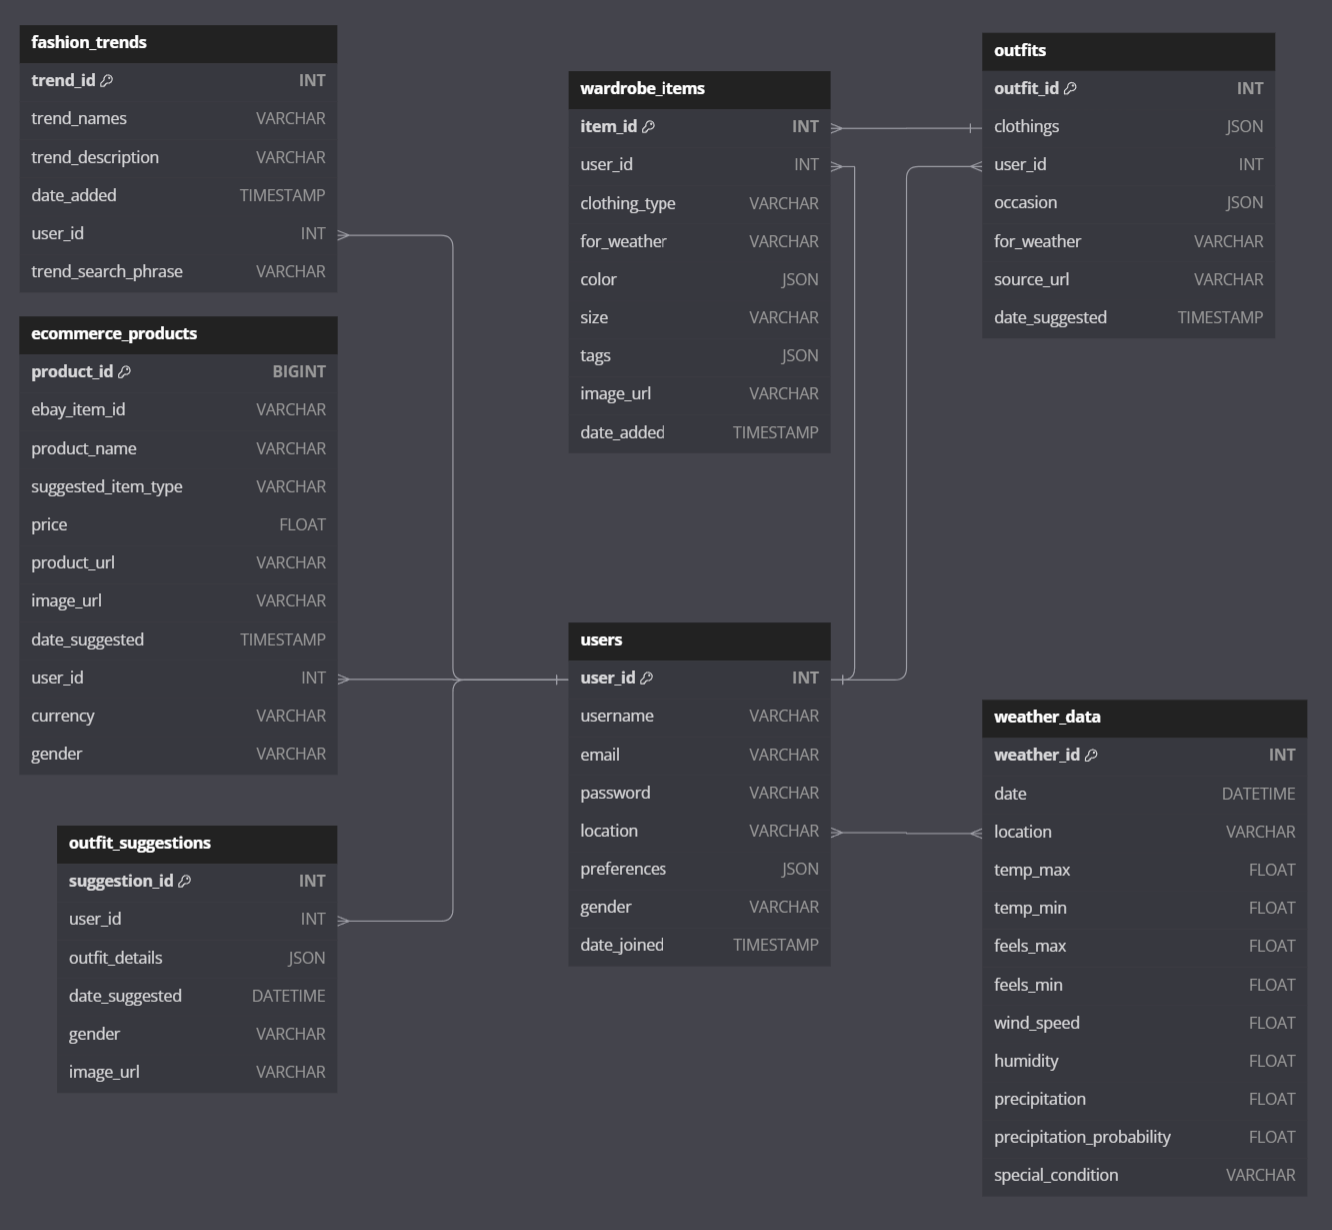 fashion_trends
trend_id INT
trend_names VARCHAR
trend_description VARCHAR
date_added TIMESTAMP
user_id INT
trend_search_phrase VARCHAR
ecommerce_products
product_id BIGINT
ebay_item_id VARCHAR
product_name VARCHAR
suggested_item_type VARCHAR
price FLOAT
product_url VARCHAR
image_url VARCHAR
date_suggested TIMESTAMP
user_id INT
currency VARCHAR
gender VARCHAR
outfit_suggestions
suggestion_id INT
user_id INT
outfit_details JSON
date_suggested DATETIME
gender VARCHAR
image_url VARCHAR
wardrobe_items
item_id INT
user_id INT
clothing_type VARCHAR
for_weather VARCHAR
color JSON
size VARCHAR
tags JSON
image_url VARCHAR
date_added TIMESTAMP
users
user_id INT
username VARCHAR
email VARCHAR
password VARCHAR
location VARCHAR
preferences JSON
gender VARCHAR
date_joined TIMESTAMP
outfits
outfit_id INT
clothings JSON
user_id INT
occasion JSON
for_weather VARCHAR
source_url VARCHAR
date_suggested TIMESTAMP
weather_data
weather_id INT
date DATETIME
location VARCHAR
temp_max FLOAT
temp_min FLOAT
feels_max FLOAT
feels_min FLOAT
wind_speed FLOAT
humidity FLOAT
precipitation FLOAT
precipitation_probability FLOAT
special_condition VARCHAR